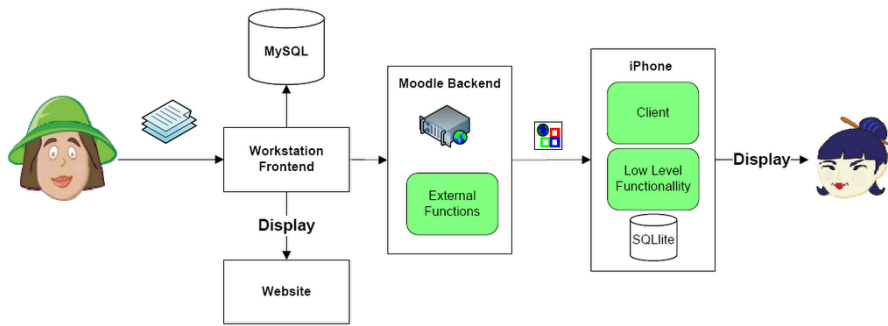 MySQL
Workstation
Frontend
Display
Website
Moodle Backend
External
Functions
iPhone
Client
Low Level
Functionallity
SQLlite
Display